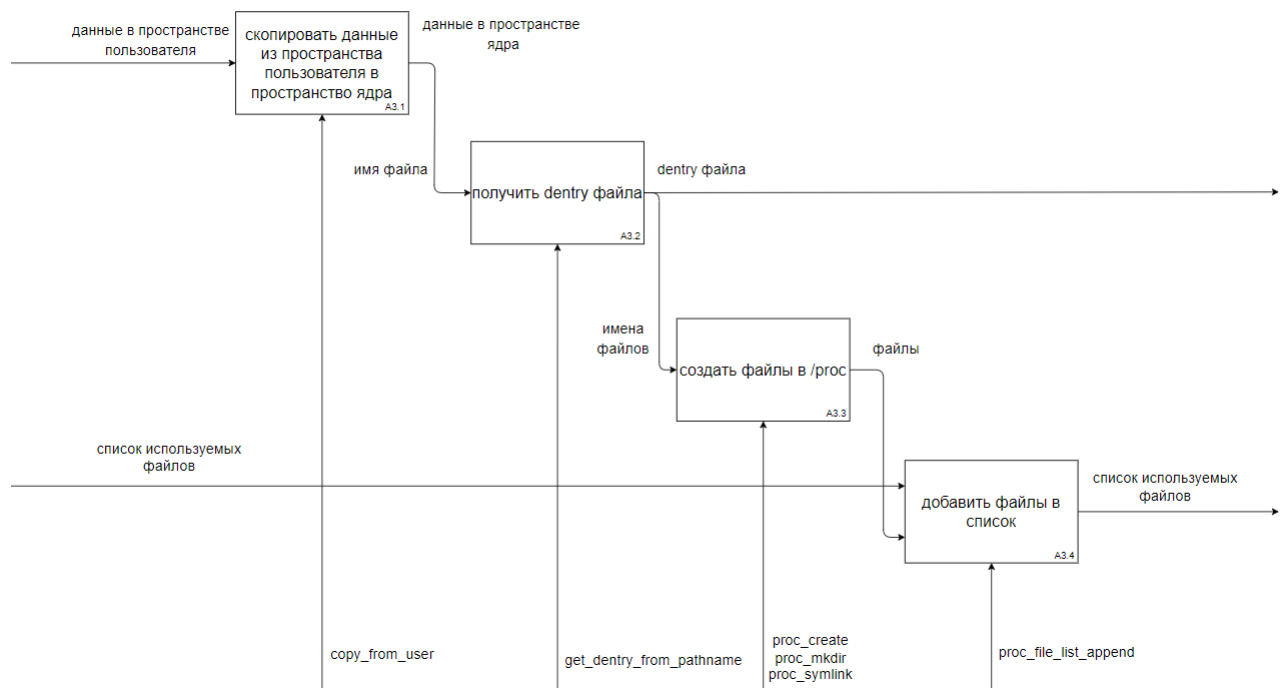 данные в пространстве
пользователя
скопировать данные
из пространства
пользователя в
пространство ядра
A3.1
данные в пространстве
ядра
имя файла
получить dentry файла
A3.2
dentry файла
имена
файлов
создать файлы в /proc
A3.3
файлы
список используемых
файлов
добавить файлы в
список
A3.4
список используемых
файлов
copy_from_user
get_dentry_from_pathname
proc_create
proc_mkdir
proc_symlink
proc_file_list_append